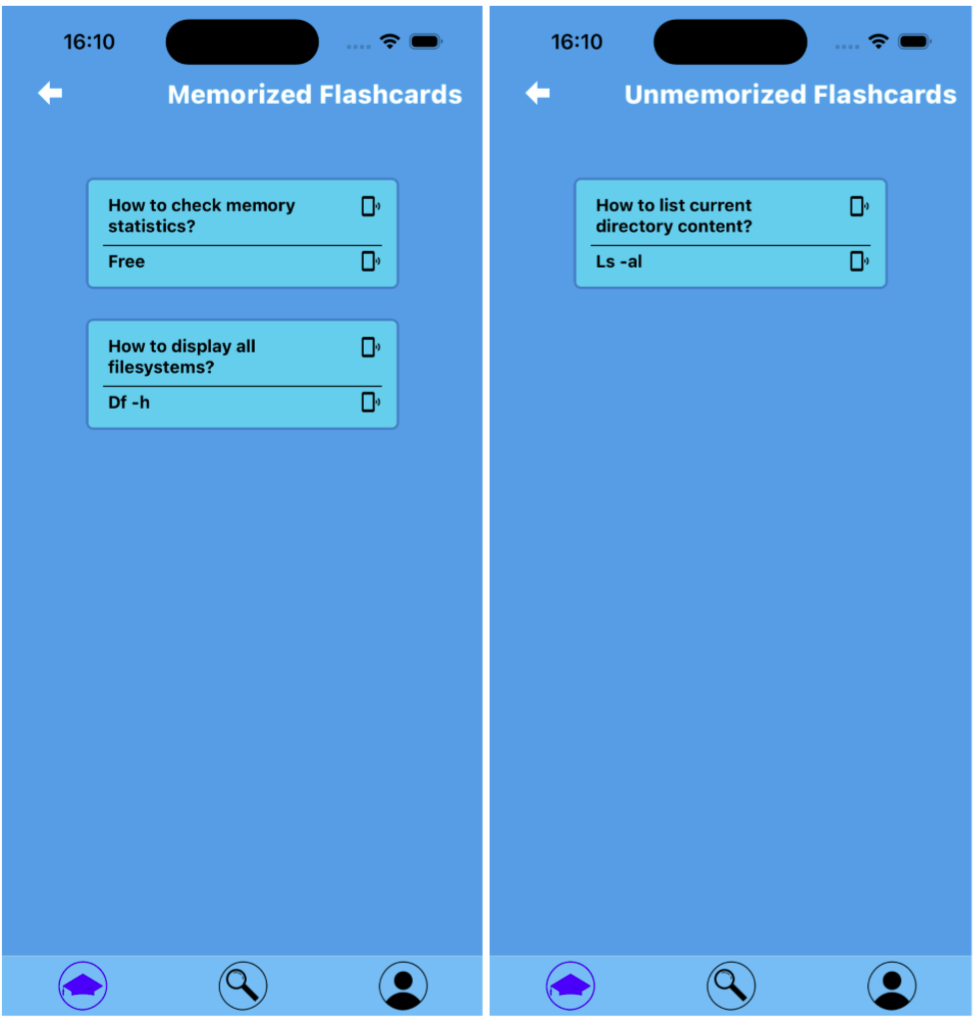 16:10
Memorized Flashcards
How to check memory
statistics?
Free
How to display all
filesystems?
Df -h
16:10
Unmemorized Flashcards
How to list current
directory content?
Ls -al